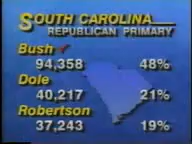 SOUTH CAROLINA
REPUBLICAN PRIMARY
Bush ✓
94,358 48%
Dole
40,217 21%
Robertson
37,243 19%